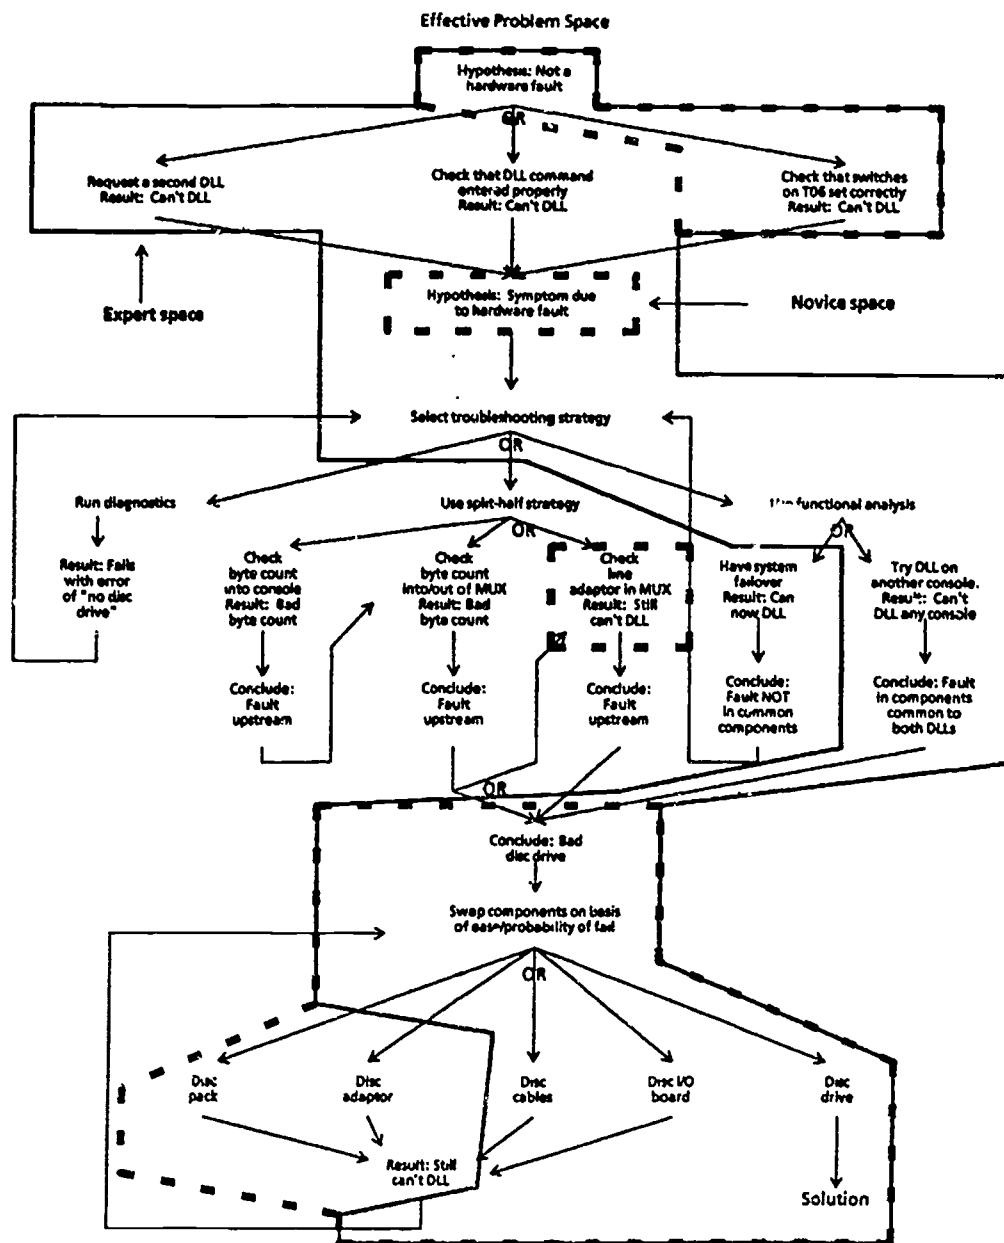 Effective Problem Space
Hypothesis: Not a
hardware fault
OR
Request a second DLL
Result: Can't DLL
Check that DLL command
entered properly
Result: Can't DLL
Check that switches
on T06 set correctly
Result: Can't DLL
Expert space
Hypothesis: Symptom due
to hardware fault
Novice space
Select troubleshooting strategy
OR
Run diagnostics
Use split-half strategy
functional analysis
OR
OR
Result: Fails
with error
of "no disc
drive"
Check
byte count
into console
Result: Bad
byte count
Check
byte count
into/out of MUX
Result: Bad
byte count
Check
line
adaptor in MUX
Result: Still
can't DLL
Have system
failover
Result: Can
now DLL
Try DLL on
another console.
Result: Can't
DLL any console
Conclude:
Fault
upstream
Conclude:
Fault
upstream
Conclude:
Fault
upstream
Conclude:
Fault NOT
in common
components
Conclude: Fault
in components
common to
both DLLs
OR
Conclude: Bad
disc drive
Swap components on basis
of ease/probability of fail
OR
Disc
pack
Disc
adaptor
Disc
cables
Disc I/O
board
Disc
drive
Result: Still
can't DLL
Solution